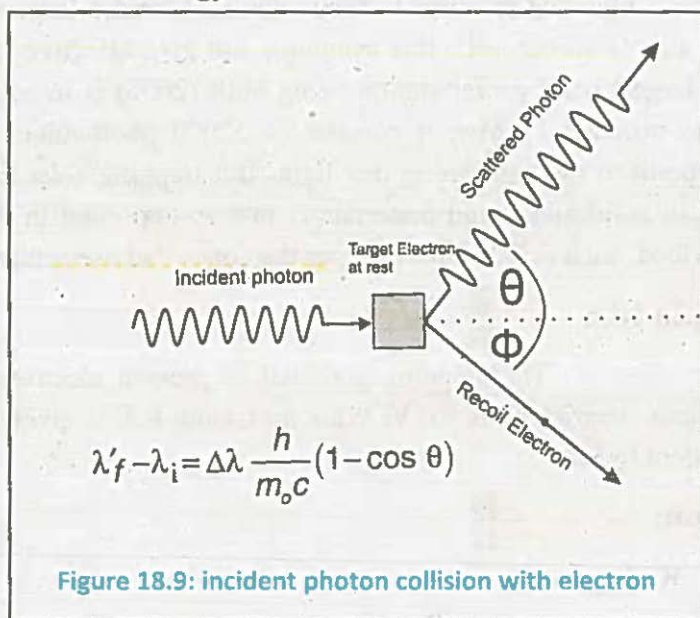 Scattered Photon
Target Electron
at rest
Incident photon
θ
Φ
Recoil Electron
λ′f – λi = Δλ h/m₀c (1 – cos θ)
Figure 18.9: incident photon collision with electron